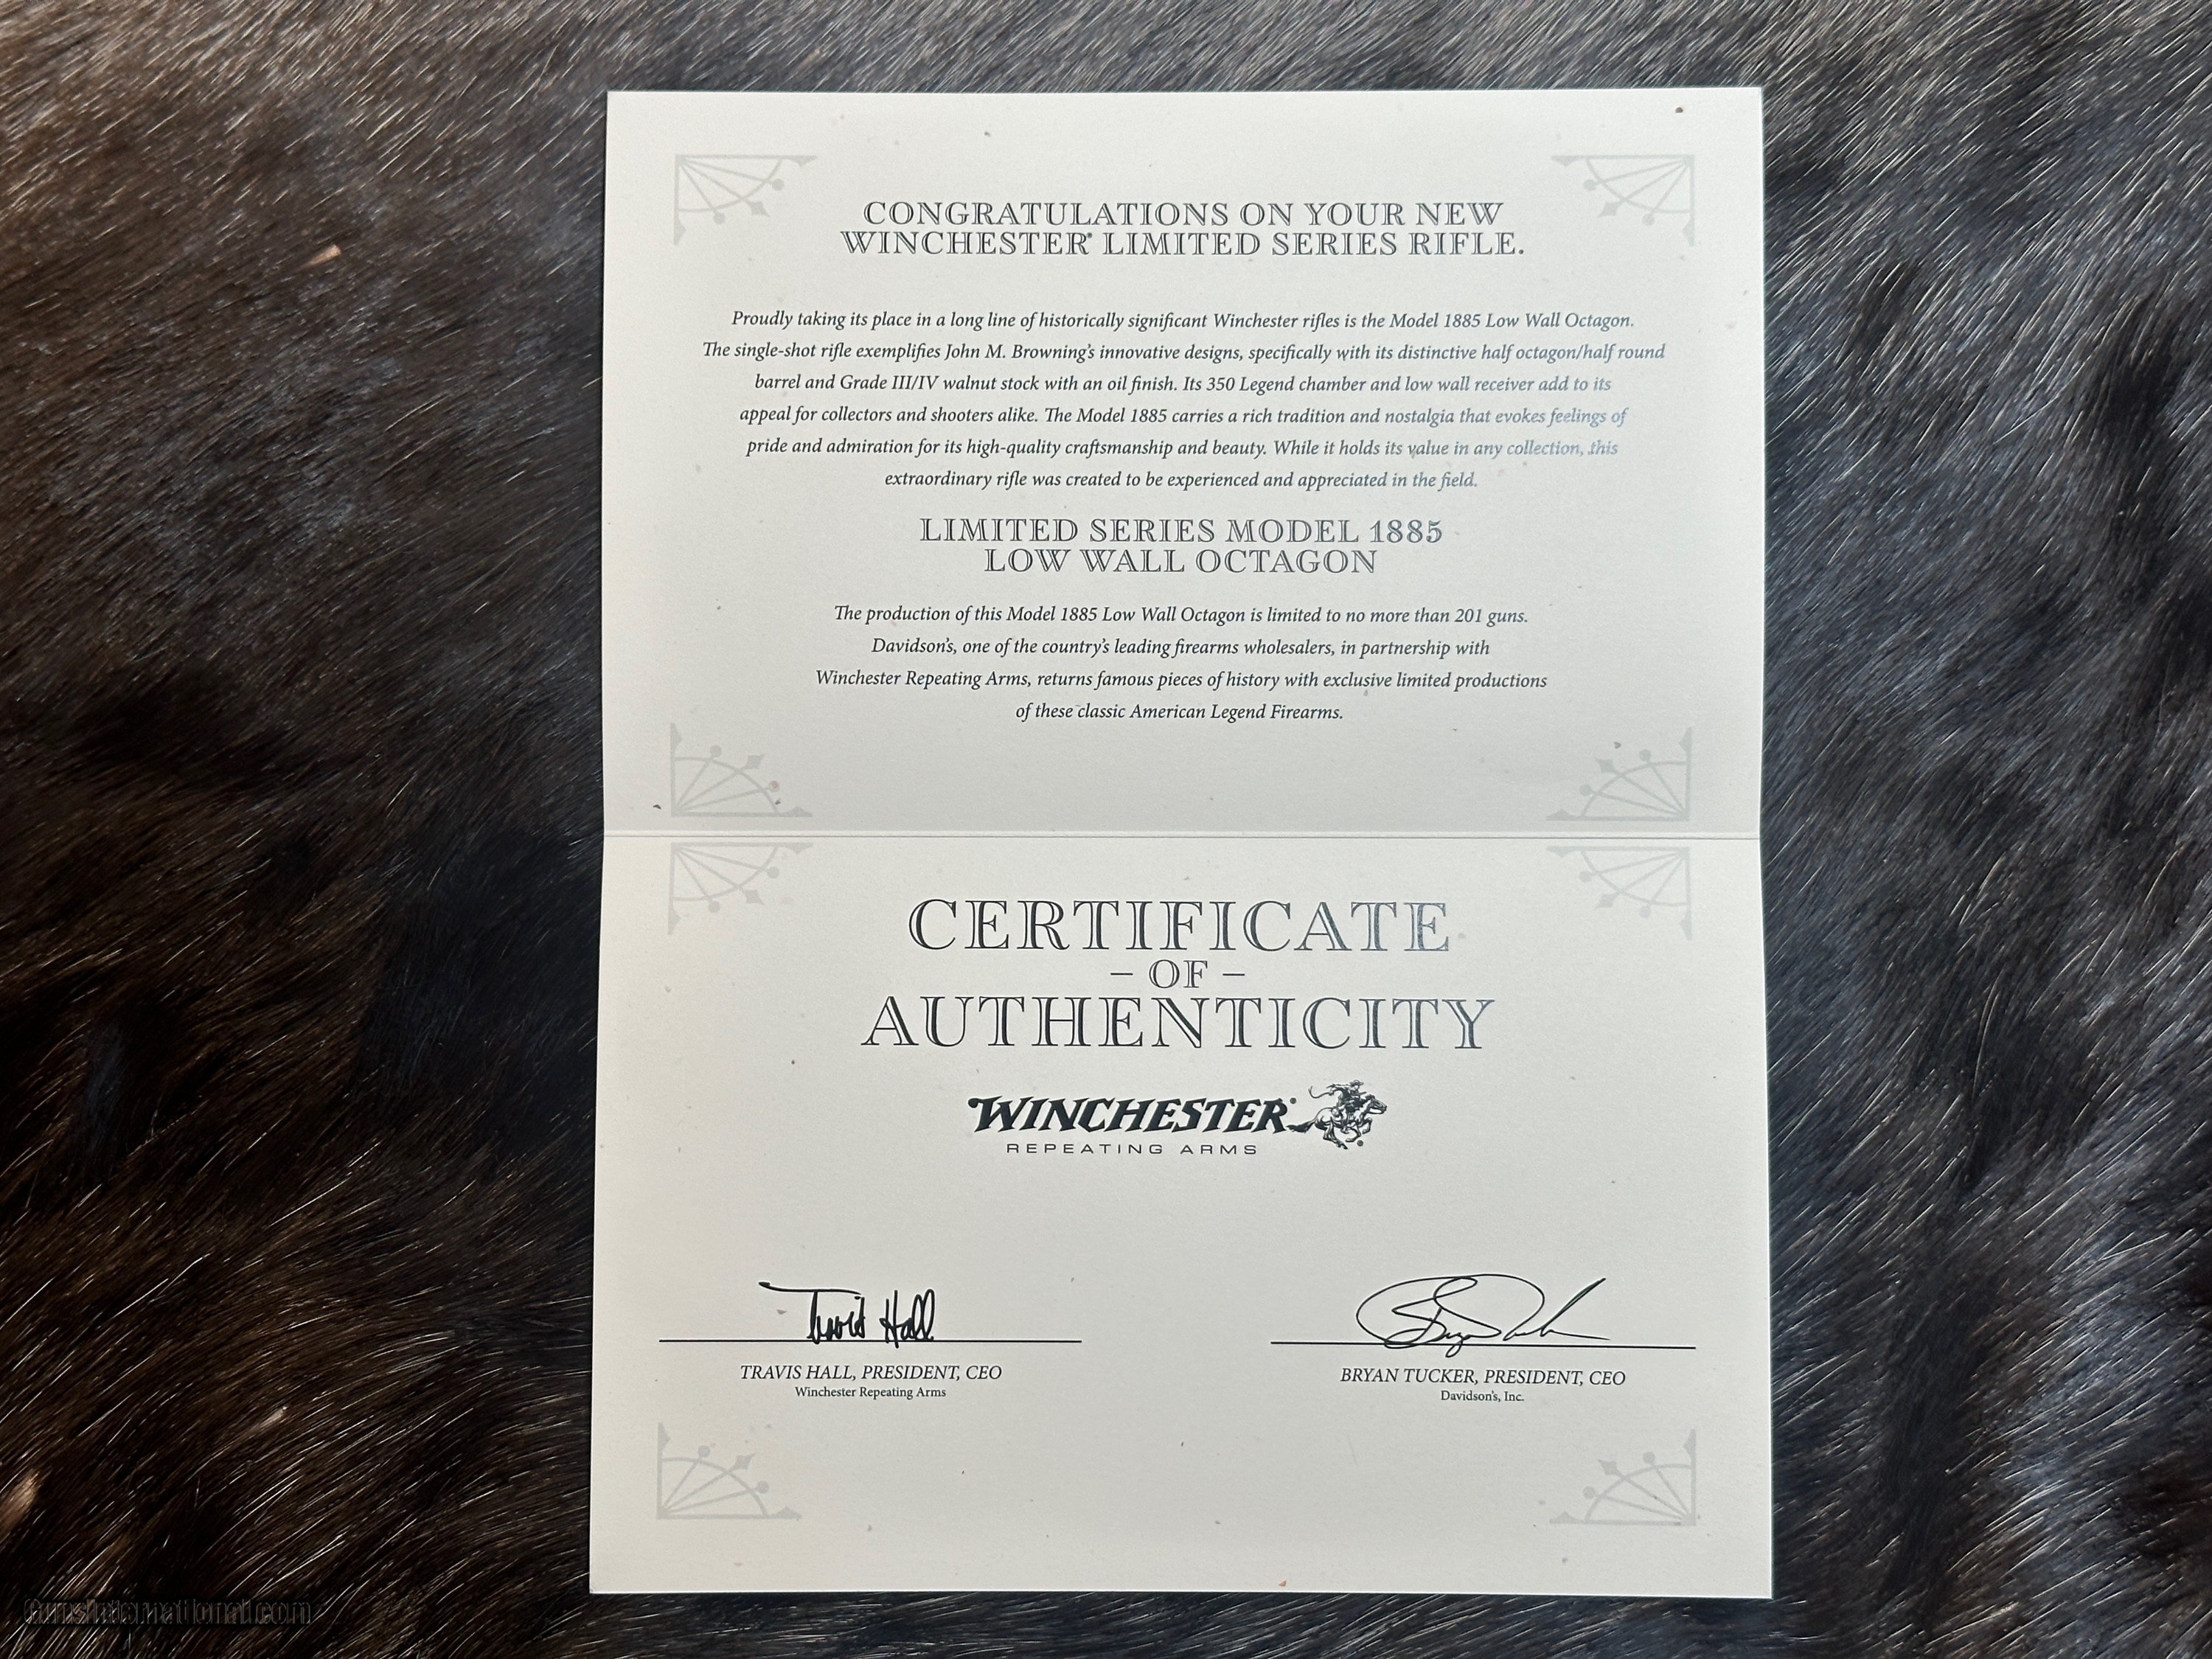 CONGRATULATIONS ON YOUR NEW
WINCHESTER® LIMITED SERIES RIFLE.
Proudly taking its place in a long line of historically significant Winchester rifles is the Model 1885 Low Wall Octagon.
The single-shot rifle exemplifies John M. Browning's innovative designs, specifically with its distinctive half octagon/half round
barrel and Grade III/IV walnut stock with an oil finish. Its 350 Legend chamber and low wall receiver add to its
appeal for collectors and shooters alike. The Model 1885 carries a rich tradition and nostalgia that evokes feelings of
pride and admiration for its high-quality craftsmanship and beauty. While it holds its value in any collection, this
extraordinary rifle was created to be experienced and appreciated in the field.
LIMITED SERIES MODEL 1885
LOW WALL OCTAGON
The production of this Model 1885 Low Wall Octagon is limited to no more than 201 guns.
Davidson's, one of the country's leading firearms wholesalers, in partnership with
Winchester Repeating Arms, returns famous pieces of history with exclusive limited productions
of these classic American Legend Firearms.
CERTIFICATE
– OF –
AUTHENTICITY
WINCHESTER®
REPEATING ARMS
Travis Hall
TRAVIS HALL, PRESIDENT, CEO
Winchester Repeating Arms
BRYAN TUCKER, PRESIDENT, CEO
Davidson's, Inc.
GunsInternational.com